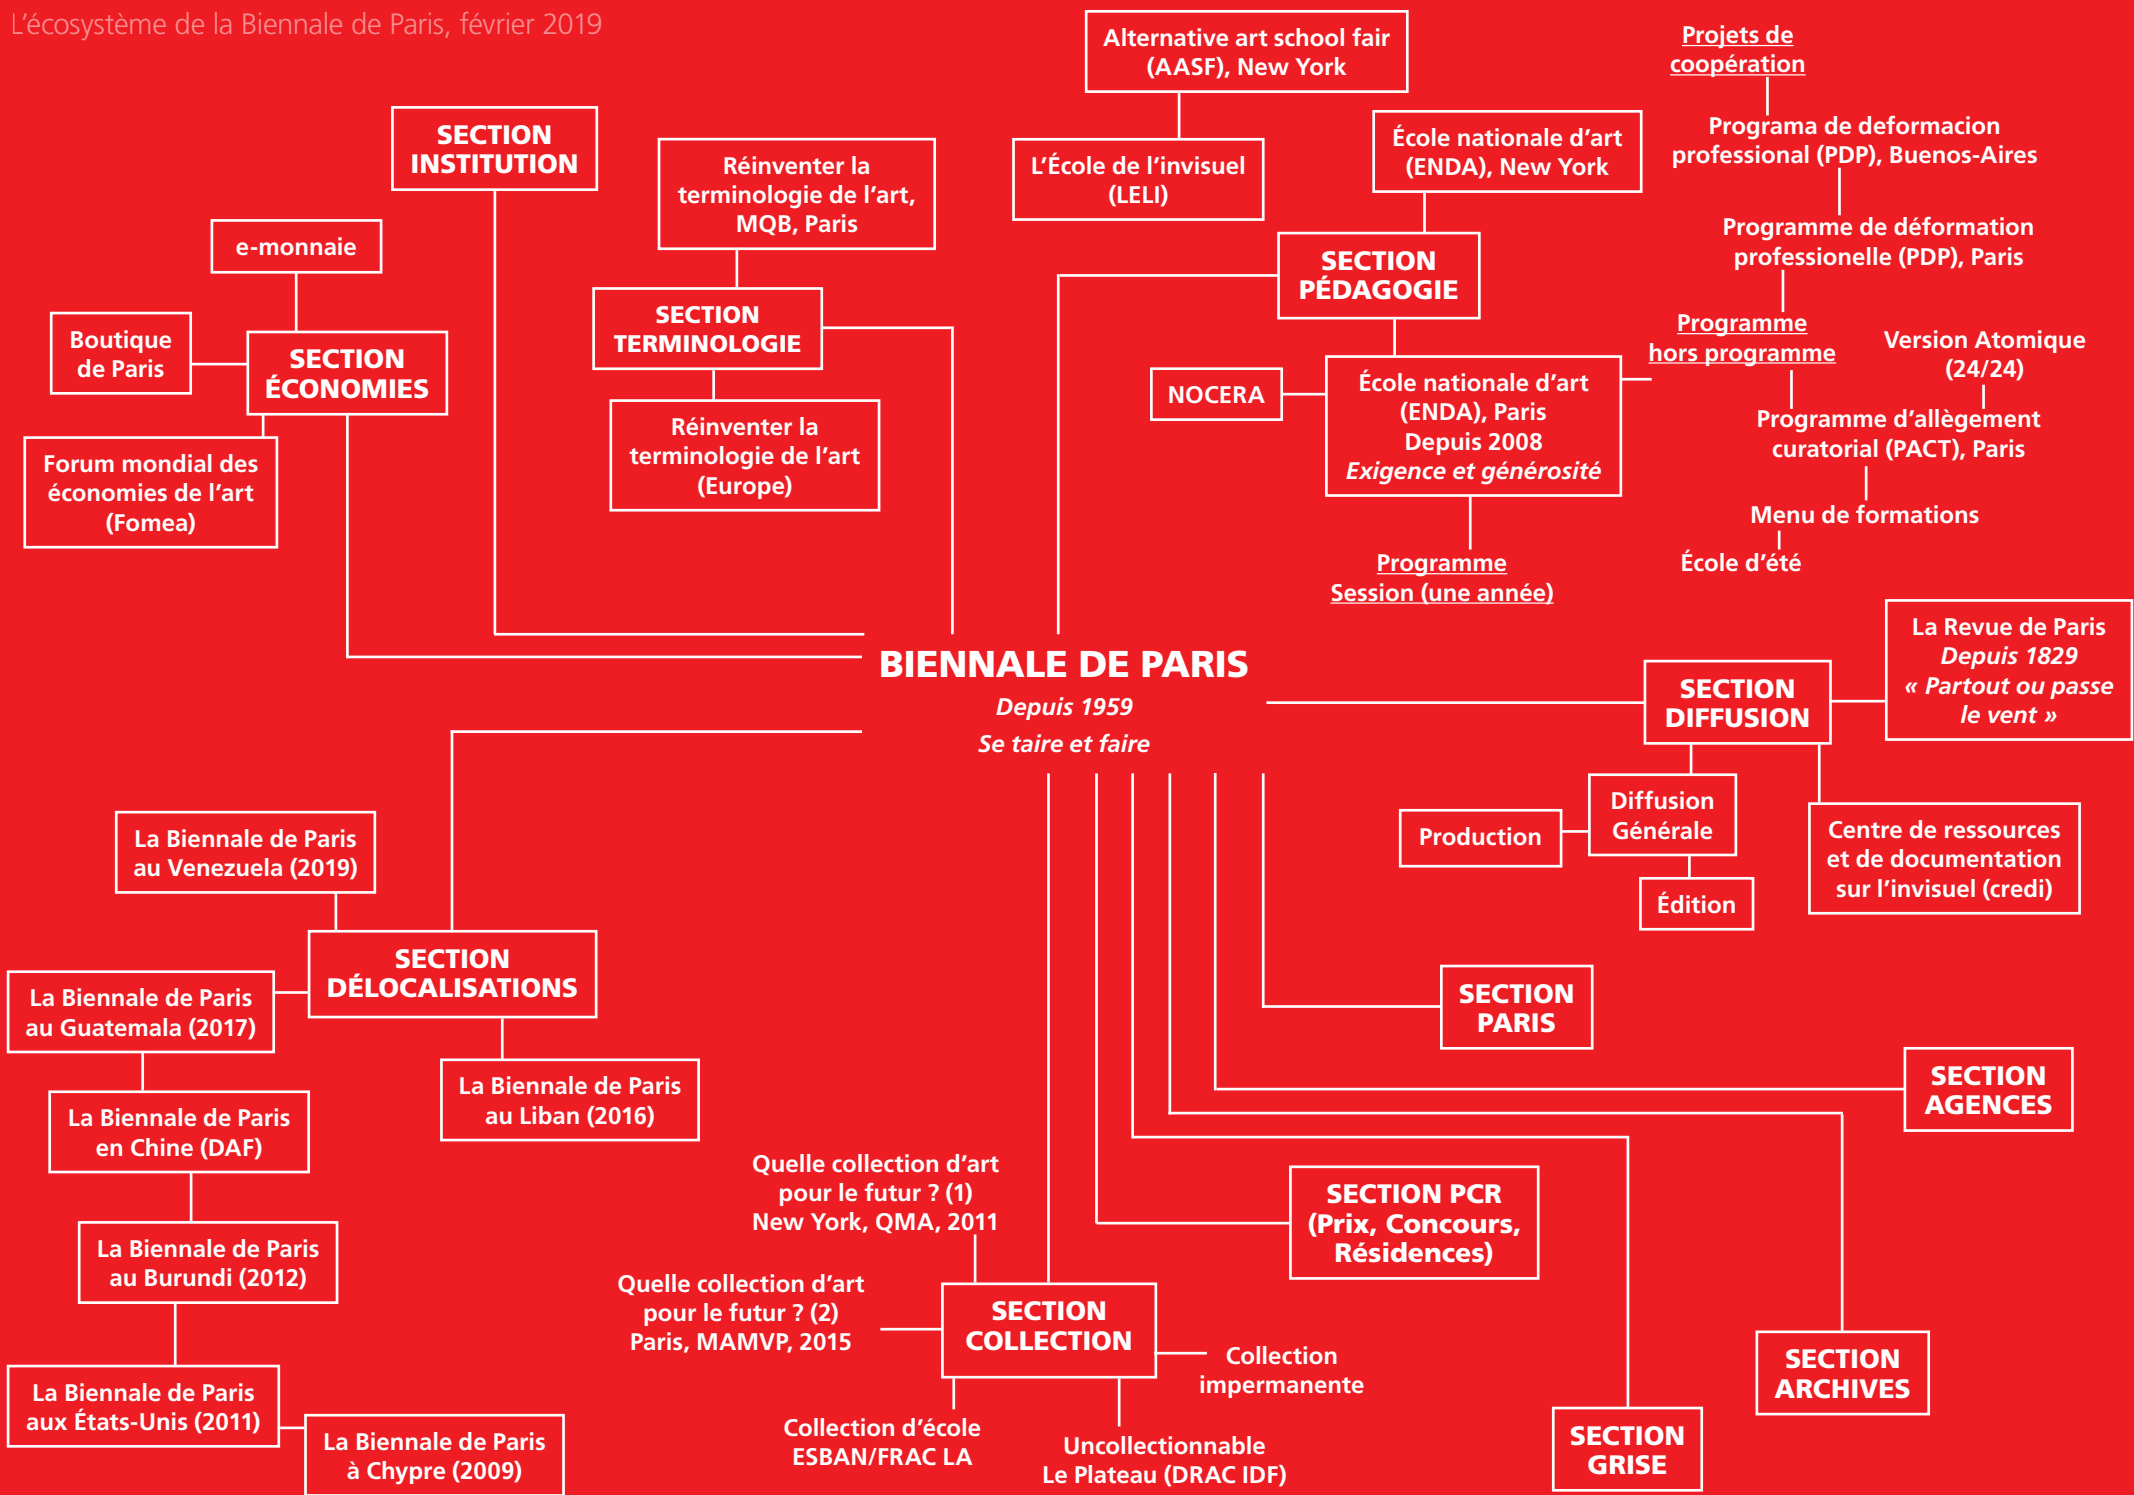 L’écosystème de la Biennale de Paris, février 2019
SECTION
INSTITUTION
e-monnaie
Boutique
de Paris
SECTION
ÉCONOMIES
Forum mondial des
économies de l’art
(Fomea)
Réinventer la
terminologie de l’art,
MQB, Paris
SECTION
TERMINOLOGIE
Réinventer la
terminologie de l’art
(Europe)
Alternative art school fair
(AASF), New York
L’École de l’invisuel
(LELI)
École nationale d’art
(ENDA), New York
SECTION
PÉDAGOGIE
NOCERA
École nationale d’art
(ENDA), Paris
Depuis 2008
Exigence et générosité
Programme
Session (une année)
Projets de
coopération
Programa de deformacion
professional (PDP), Buenos-Aires
Programme de déformation
professionelle (PDP), Paris
Programme
hors programme
Version Atomique
(24/24)
Programme d’allègement
curatorial (PACT), Paris
Menu de formations
École d’été
BIENNALE DE PARIS
Depuis 1959
Se taire et faire
SECTION
DIFFUSION
La Revue de Paris
Depuis 1829
« Partout ou passe
le vent »
Diffusion
Générale
Production
Édition
Centre de ressources
et de documentation
sur l’invisuel (credi)
La Biennale de Paris
au Venezuela (2019)
SECTION
DÉLOCALISATIONS
La Biennale de Paris
au Guatemala (2017)
La Biennale de Paris
au Liban (2016)
La Biennale de Paris
en Chine (DAF)
La Biennale de Paris
au Burundi (2012)
La Biennale de Paris
aux États-Unis (2011)
La Biennale de Paris
à Chypre (2009)
Quelle collection d’art
pour le futur ? (1)
New York, QMA, 2011
Quelle collection d’art
pour le futur ? (2)
Paris, MAMVP, 2015
SECTION
COLLECTION
Collection
impermanente
Collection d’école
ESBAN/FRAC LA
Uncollectionnable
Le Plateau (DRAC IDF)
SECTION
PARIS
SECTION
AGENCES
SECTION PCR
(Prix, Concours,
Résidences)
SECTION
ARCHIVES
SECTION
GRISE